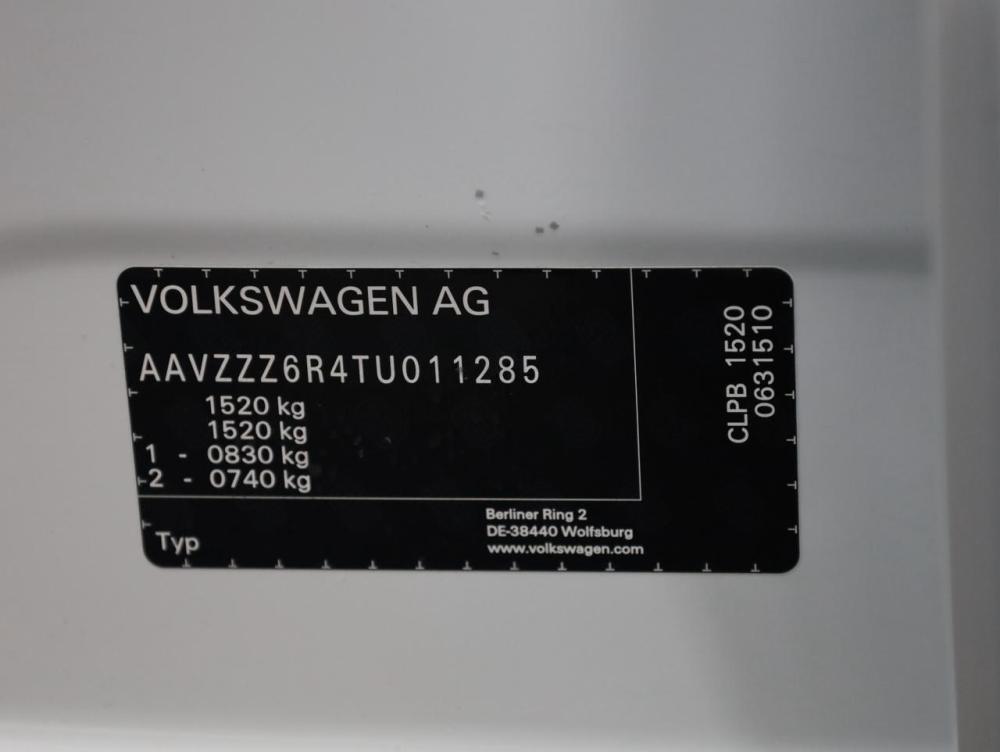 VOLKSWAGEN AG
AAVZZZ6R4TU011285
1520 kg
1520 kg
1 - 0830 kg
2 - 0740 kg
Typ
Berliner Ring 2
DE-38440 Wolfsburg
www.volkswagen.com
CLPB 1520
0631510